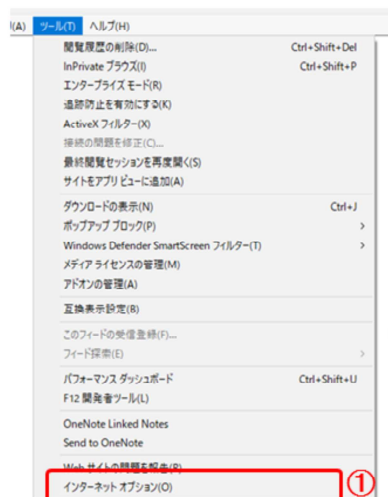 (A) ツール(T) ヘルプ(H)
閲覧履歴の削除(D)... Ctrl+Shift+Del
InPrivate ブラウズ(I) Ctrl+Shift+P
エンタープライズ モード(R)
追跡防止を有効にする(K)
ActiveX フィルター(X)
接続の問題を修正(C)...
最終閲覧セッションを再度開く(S)
サイトをアプリ ビューに追加(A)
ダウンロードの表示(N) Ctrl+J
ポップアップ ブロック(P) >
Windows Defender SmartScreen フィルター(T) >
メディア ライセンスの管理(M)
アドオンの管理(A)
互換表示設定(B)
このフィードの受信登録(F)...
フィード探索(E) >
パフォーマンス ダッシュボード Ctrl+Shift+U
F12 開発者ツール(L)
OneNote Linked Notes
Send to OneNote
Web サイトの問題を報告(R)
インターネット オプション(O) ①